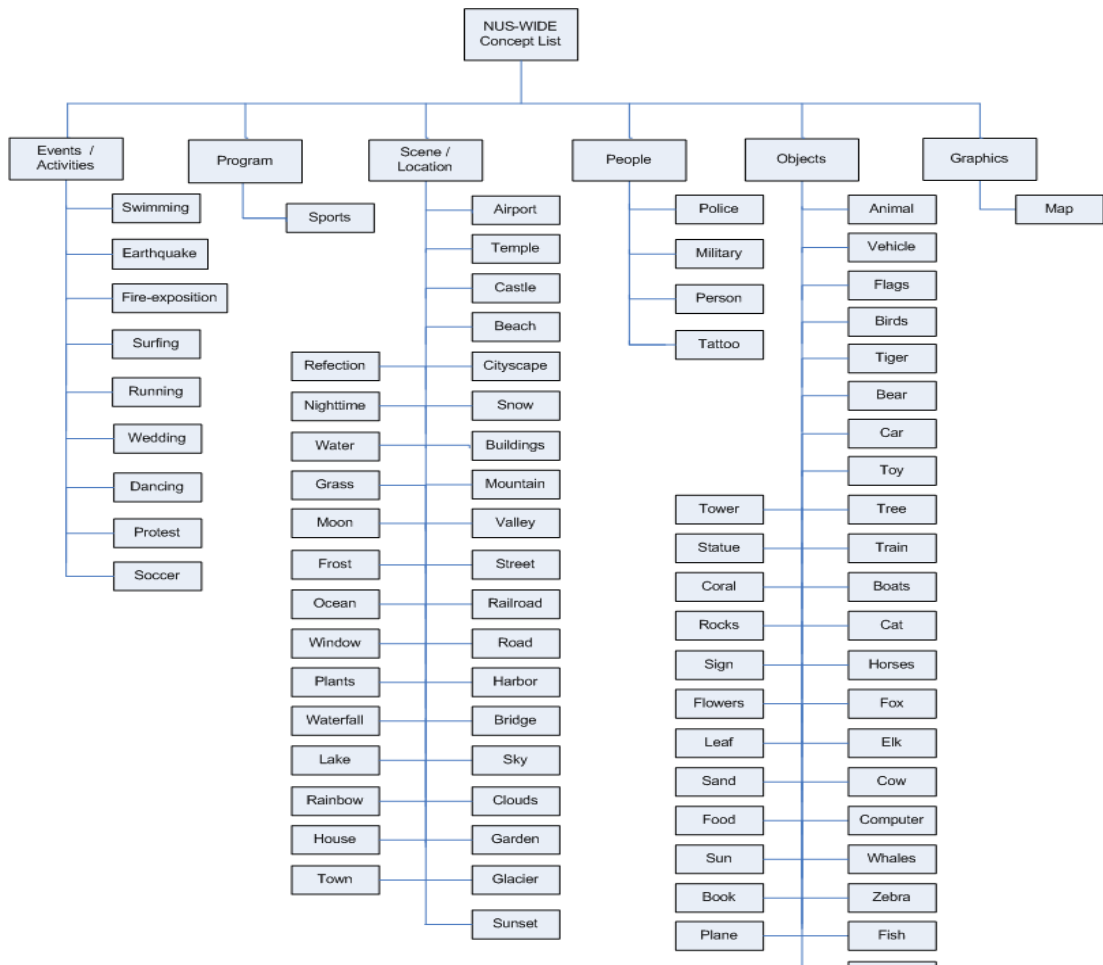 NUS-WIDE
Concept List
Events /
Activities
Program
Scene /
Location
People
Objects
Graphics
Swimming
Earthquake
Fire-exposition
Surfing
Running
Wedding
Dancing
Protest
Soccer
Sports
Refection
Nighttime
Water
Grass
Moon
Frost
Ocean
Window
Plants
Waterfall
Lake
Rainbow
House
Town
Airport
Temple
Castle
Beach
Cityscape
Snow
Buildings
Mountain
Valley
Street
Railroad
Road
Harbor
Bridge
Sky
Clouds
Garden
Glacier
Sunset
Police
Military
Person
Tattoo
Tower
Statue
Coral
Rocks
Sign
Flowers
Leaf
Sand
Food
Sun
Book
Plane
Animal
Vehicle
Flags
Birds
Tiger
Bear
Car
Toy
Tree
Train
Boats
Cat
Horses
Fox
Elk
Cow
Computer
Whales
Zebra
Fish
Map